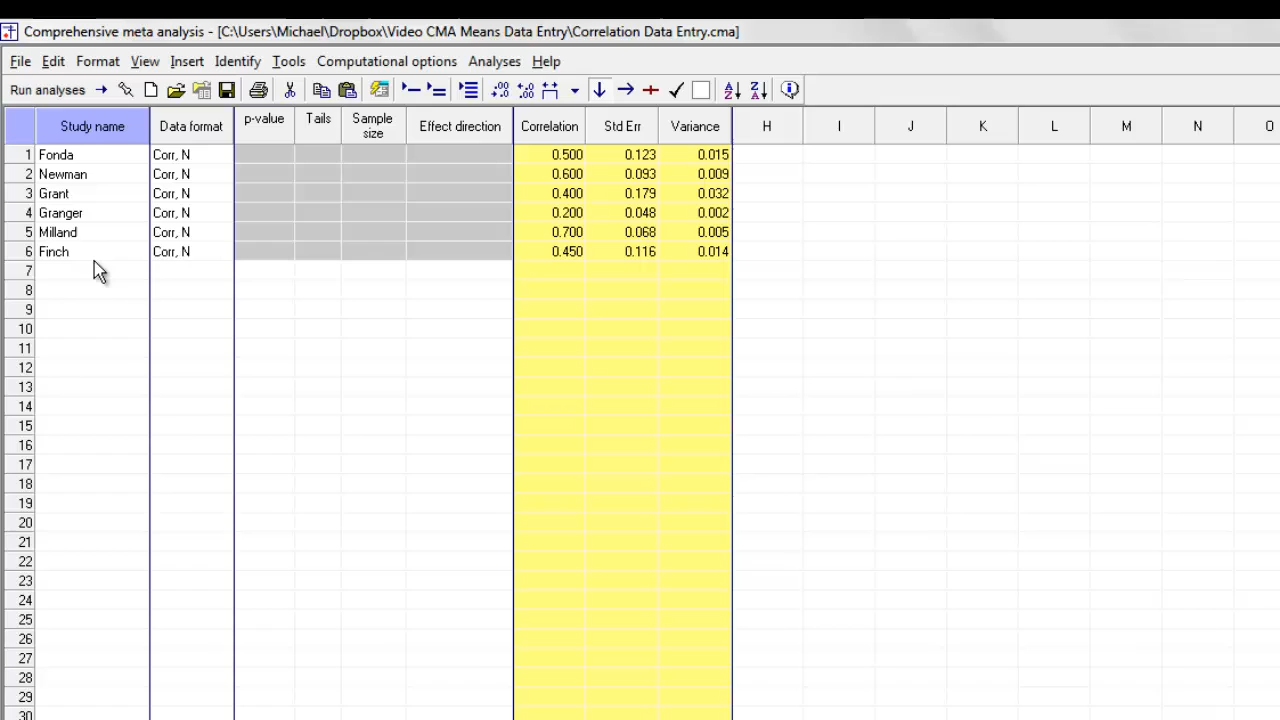 Comprehensive meta analysis - [C:\Users\Michael\Dropbox\Video CMA Means Data Entry\Correlation Data Entry.cma]
File Edit Format View Insert Identify Tools Computational options Analyses Help
Run analyses
Study name Data format p-value Tails Sample size Effect direction Correlation Std Err Variance H I J K L M N O
1 Fonda Corr, N 0.500 0.123 0.015
2 Newman Corr, N 0.600 0.093 0.009
3 Grant Corr, N 0.400 0.179 0.032
4 Granger Corr, N 0.200 0.048 0.002
5 Milland Corr, N 0.700 0.068 0.005
6 Finch Corr, N 0.450 0.116 0.014
7
8
9
10
11
12
13
14
15
16
17
18
19
20
21
22
23
24
25
26
27
28
29
30